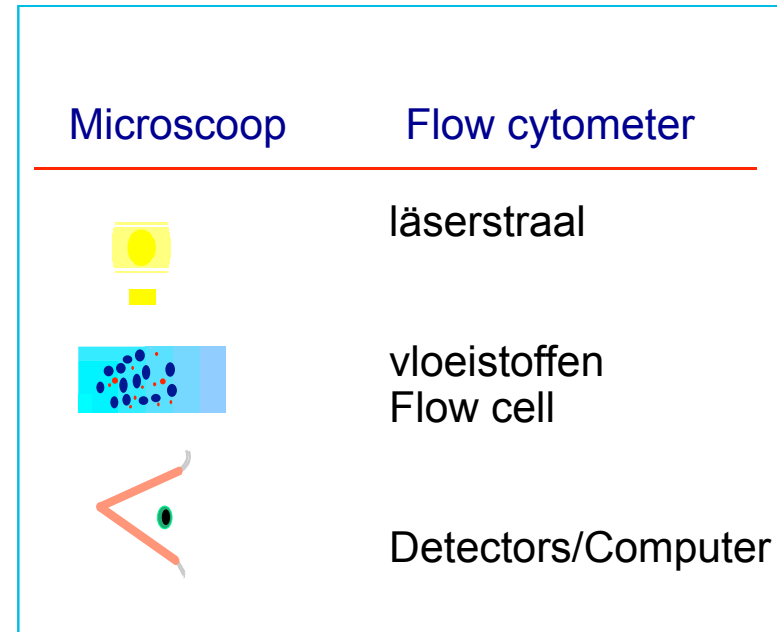 Microscoop Flow cytometer
läserstraal
vloeistoffen
Flow cell
Detectors/Computer